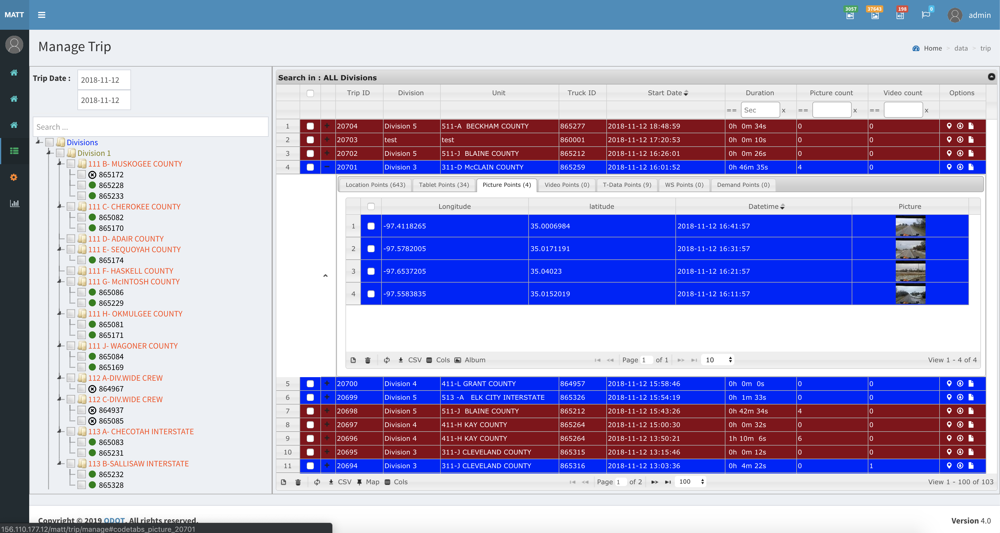 MATT
3057 37643 198 0 admin
Manage Trip
Home > data > trip
Trip Date :
2018-11-12
2018-11-12
Search ...
Divisions
Division 1
111 B- MUSKOGEE COUNTY
865172
865228
865233
111 C- CHEROKEE COUNTY
865082
865170
111 D- ADAIR COUNTY
111 E- SEQUOYAH COUNTY
865174
111 F- HASKELL COUNTY
111 G- McINTOSH COUNTY
865086
865229
111 H- OKMULGEE COUNTY
865081
865171
111 J- WAGONER COUNTY
865084
865169
112 A-DIV.WIDE CREW
864967
112 C-DIV.WIDE CREW
864937
865085
113 A- CHECOTAH INTERSTATE
865083
865231
113 B-SALLISAW INTERSTATE
865232
865328
Search in : ALL Divisions
Trip ID Division Unit Truck ID Start Date Duration Picture count Video count Options
== Sec x == x == x
1 20704 Division 5 511-A BECKHAM COUNTY 865277 2018-11-12 18:48:59 0h 0m 34s 0 0
2 20703 test test 860001 2018-11-12 17:20:53 0h 0m 10s 0 0
3 20702 Division 5 511-J BLAINE COUNTY 865212 2018-11-12 16:26:01 0h 0m 26s 0 0
4 20701 Division 3 311-D McCLAIN COUNTY 865259 2018-11-12 16:01:52 0h 46m 35s 4 0
Location Points (643) Tablet Points (34) Picture Points (4) Video Points (0) T-Data Points (9) WS Points (0) Demand Points (0)
Longitude latitude Datetime Picture
1 -97.4118265 35.0006984 2018-11-12 16:41:57
2 -97.5782005 35.0171191 2018-11-12 16:31:57
3 -97.6537205 35.04023 2018-11-12 16:21:57
4 -97.5583835 35.0152019 2018-11-12 16:11:57
CSV Cols Album Page 1 of 1 10 View 1 - 4 of 4
5 20700 Division 4 411-L GRANT COUNTY 864957 2018-11-12 15:58:46 0h 0m 0s 0 0
6 20699 Division 5 513 -A ELK CITY INTERSTATE 865326 2018-11-12 15:54:19 0h 1m 33s 0 0
7 20698 Division 5 511-J BLAINE COUNTY 865212 2018-11-12 15:43:26 0h 42m 34s 4 0
8 20697 Division 4 411-H KAY COUNTY 865264 2018-11-12 15:00:30 0h 0m 32s 0 0
9 20696 Division 4 411-H KAY COUNTY 865264 2018-11-12 13:50:21 1h 10m 6s 6 0
10 20695 Division 3 311-J CLEVELAND COUNTY 865315 2018-11-12 13:15:46 0h 0m 12s 0 0
11 20694 Division 3 311-J CLEVELAND COUNTY 865316 2018-11-12 13:03:36 0h 4m 22s 0 1
CSV Map Cols Page 1 of 2 100 View 1 - 100 of 103
Copyright © 2019 ODOT. All rights reserved. Version 4.0
156.110.177.12/matt/trip/manage#codetabs_picture_20701